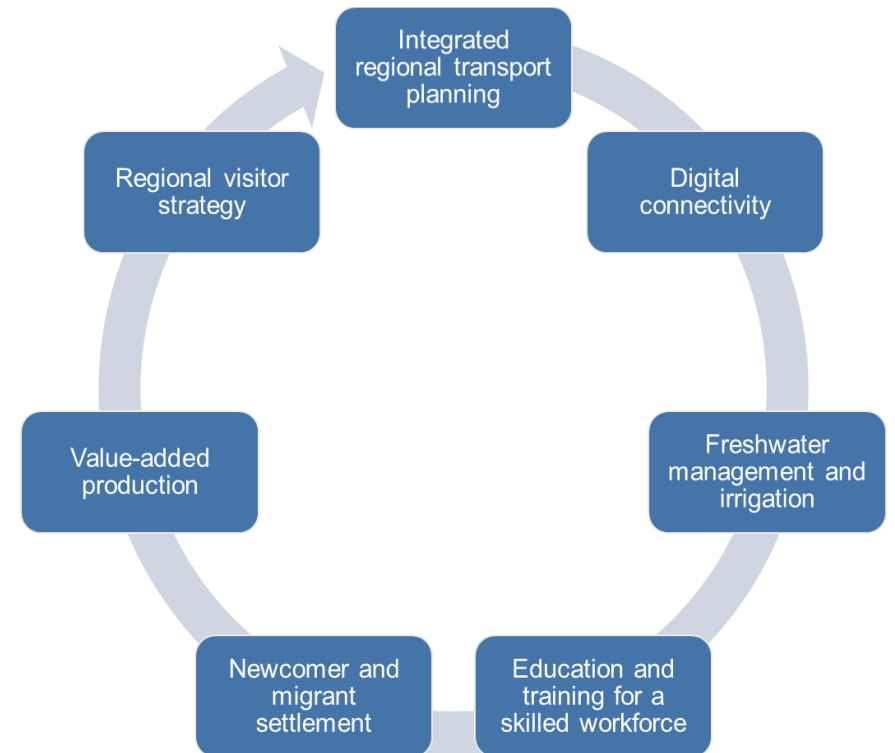 Integrated
regional transport
planning
Digital
connectivity
Freshwater
management and
irrigation
Education and
training for a
skilled workforce
Newcomer and
migrant
settlement
Value-added
production
Regional visitor
strategy